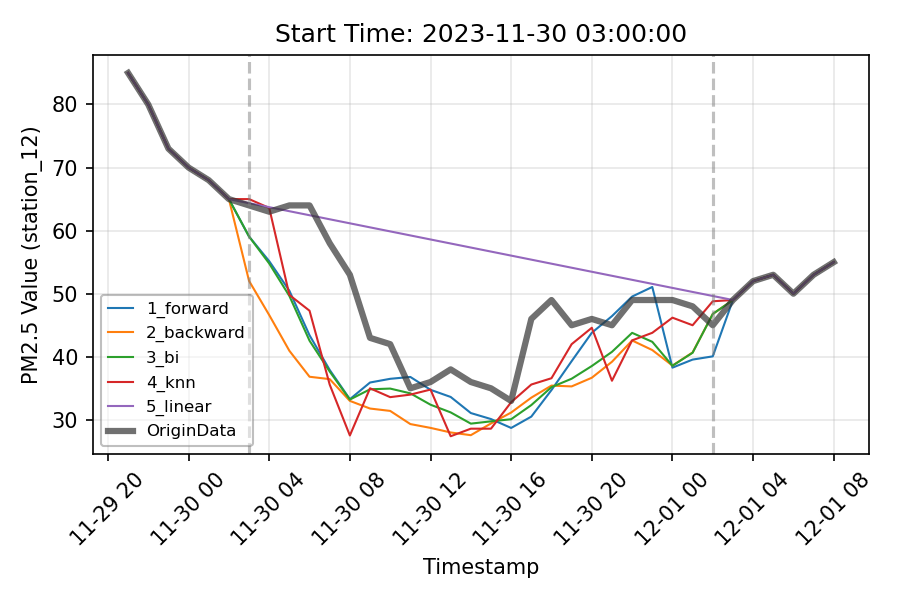 Start Time: 2023-11-30 03:00:00
PM2.5 Value (station_12)
80
70
60
50
40
30
1_forward
2_backward
3_bi
4_knn
5_linear
OriginData
11-29 20
11-30 00
11-30 04
11-30 08
11-30 12
11-30 16
11-30 20
12-01 00
12-01 04
12-01 08
Timestamp